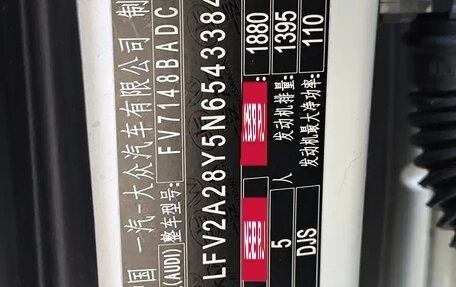 中国 一汽-大众汽车有限公司 制
(AUDI) 整车型号: FV7148BADC
LFV2A28Y5N6543384
1880
5 人 发动机排量: 1395
DJS 发动机最大净功率: 110